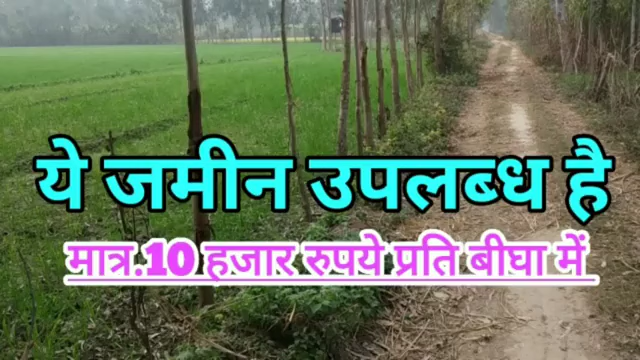 ये जमीन उपलब्ध है
मात्र.10 हजार रुपये प्रति बीघा में